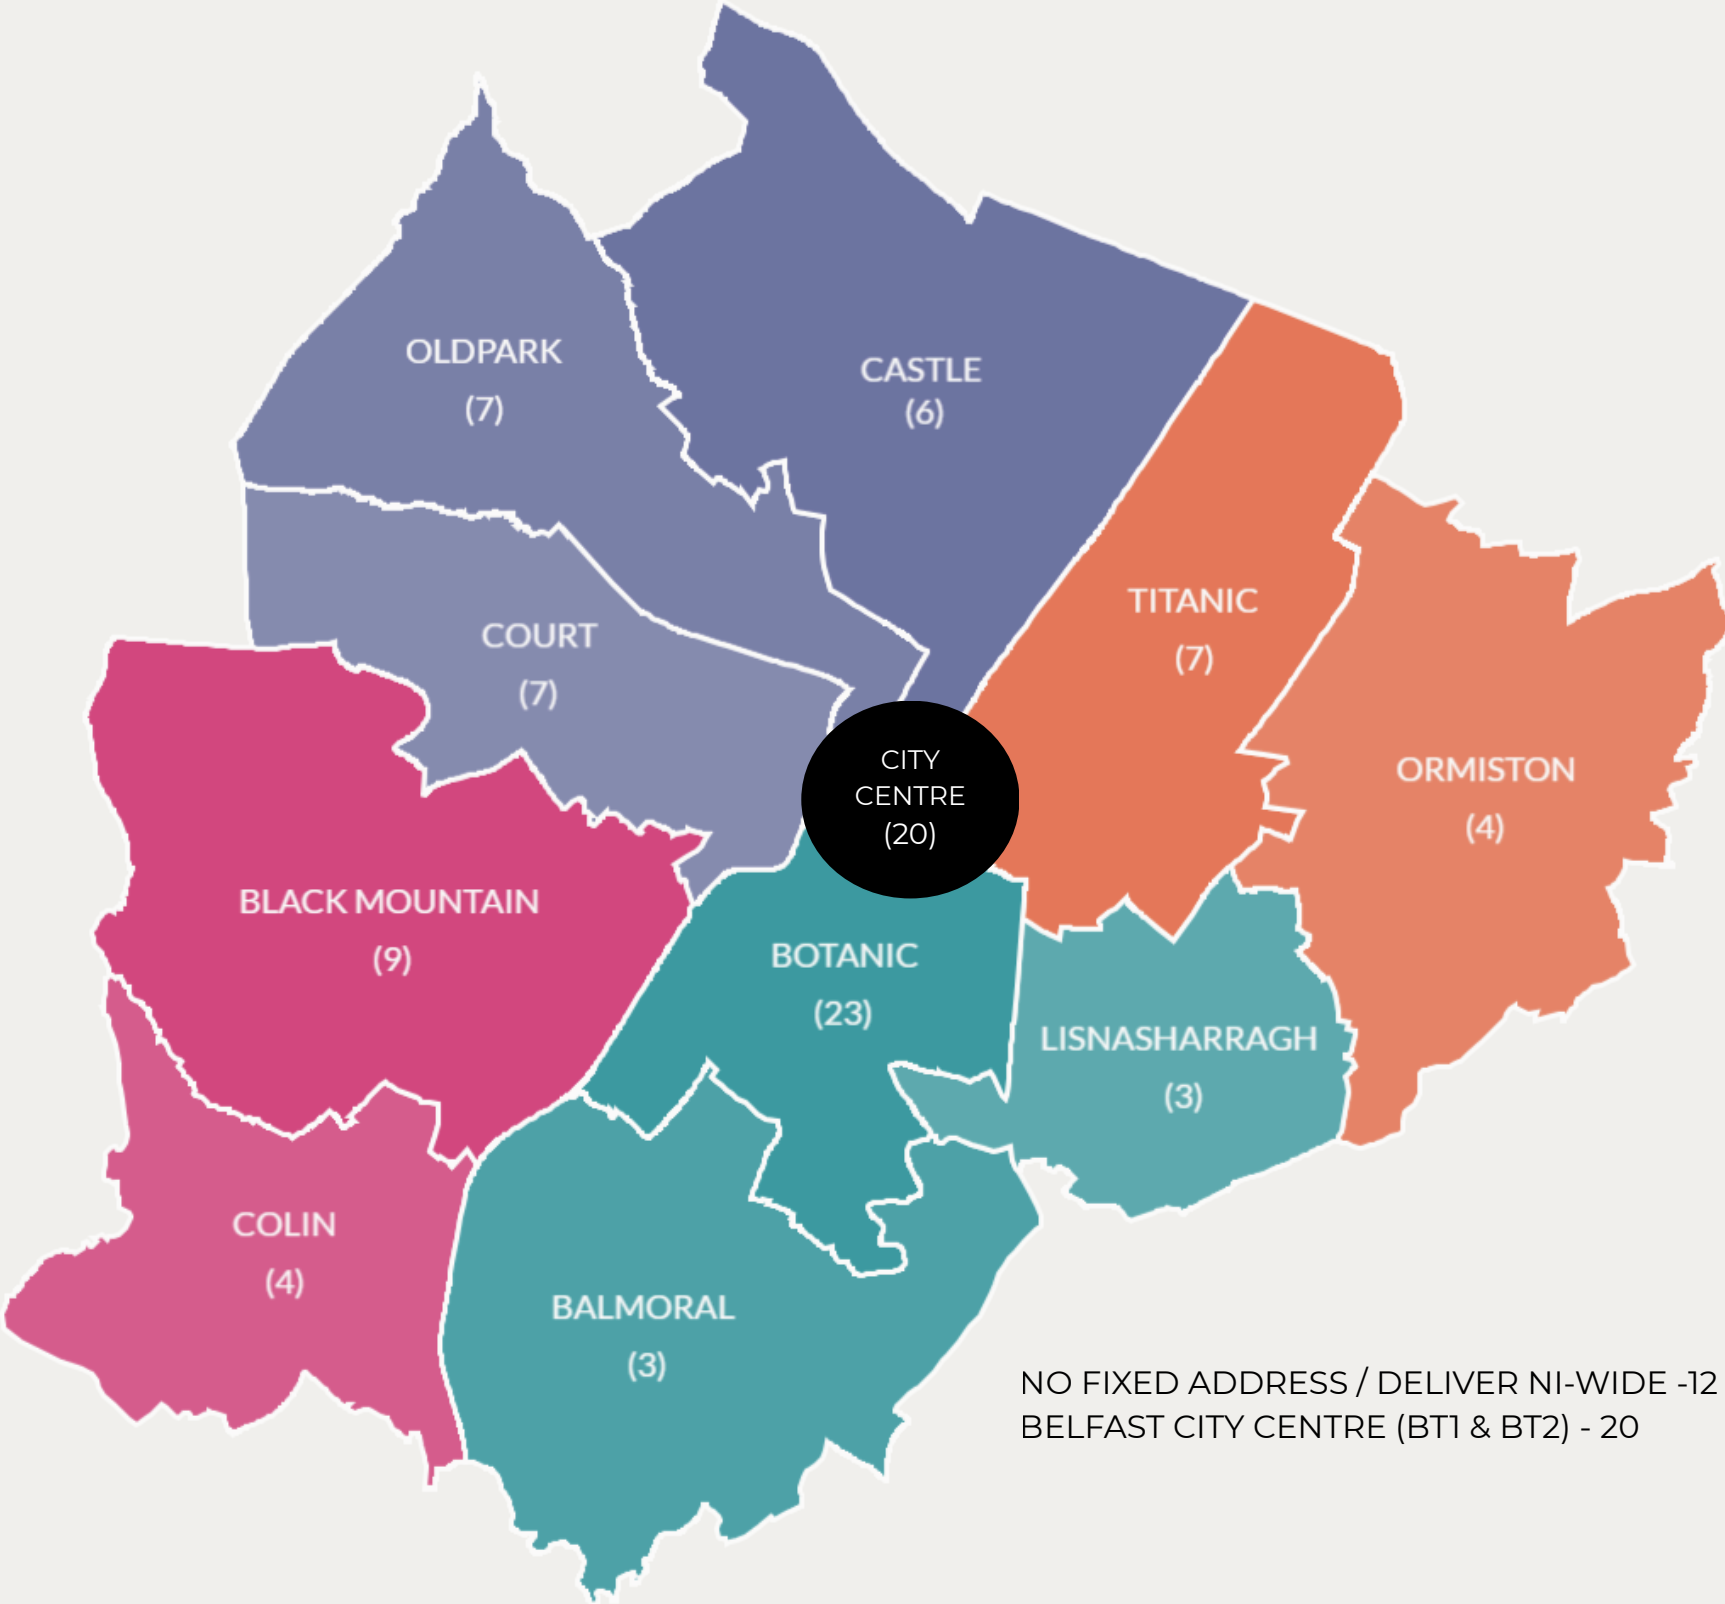 OLDPARK
(7)
CASTLE
(6)
TITANIC
(7)
COURT
(7)
CITY
CENTRE
(20)
ORMISTON
(4)
BLACK MOUNTAIN
(9)
BOTANIC
(23)
LISNASHARRAGH
(3)
COLIN
(4)
BALMORAL
(3)
NO FIXED ADDRESS / DELIVER NI-WIDE -12
BELFAST CITY CENTRE (BT1 & BT2) - 20